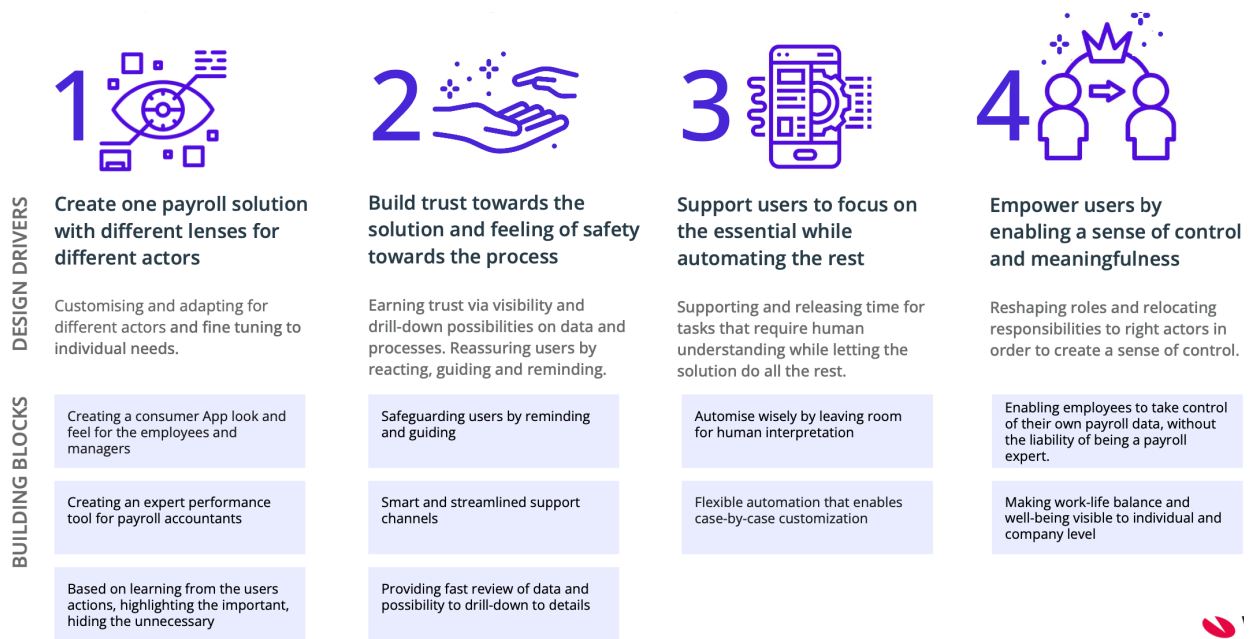 1
2
3
4
DESIGN DRIVERS
Create one payroll solution
with different lenses for
different actors
Customising and adapting for
different actors and fine tuning to
individual needs.
Build trust towards the
solution and feeling of safety
towards the process
Earning trust via visibility and
drill-down possibilities on data and
processes. Reassuring users by
reacting, guiding and reminding.
Support users to focus on
the essential while
automating the rest
Supporting and releasing time for
tasks that require human
understanding while letting the
solution do all the rest.
Empower users by
enabling a sense of control
and meaningfulness
Reshaping roles and relocating
responsibilities to right actors in
order to create a sense of control.
BUILDING BLOCKS
Creating a consumer App look and
feel for the employees and
managers
Creating an expert performance
tool for payroll accountants
Based on learning from the users
actions, highlighting the important,
hiding the unnecessary
Safeguarding users by reminding
and guiding
Smart and streamlined support
channels
Providing fast review of data and
possibility to drill-down to details
Automise wisely by leaving room
for human interpretation
Flexible automation that enables
case-by-case customization
Enabling employees to take control
of their own payroll data, without
the liability of being a payroll
expert.
Making work-life balance and
well-being visible to individual and
company level